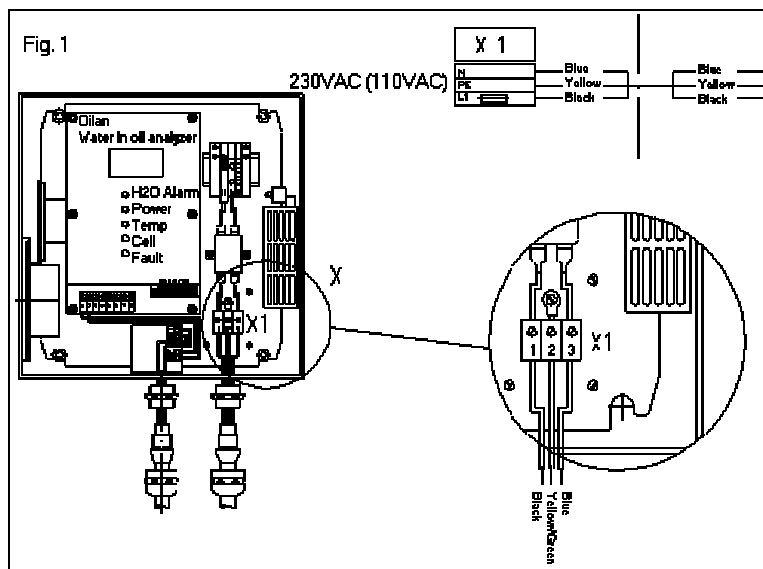 Fig. 1
X 1
230VAC (110VAC)
N
PE
L1
Blue
Yellow
Black
Blue
Yellow
Black
Oilan
Water in oil analyzer
H2O Alarm
Power
Temp
Cell
Fault
X
X1
X1
1 2 3
Black
Yellow/Green
Blue